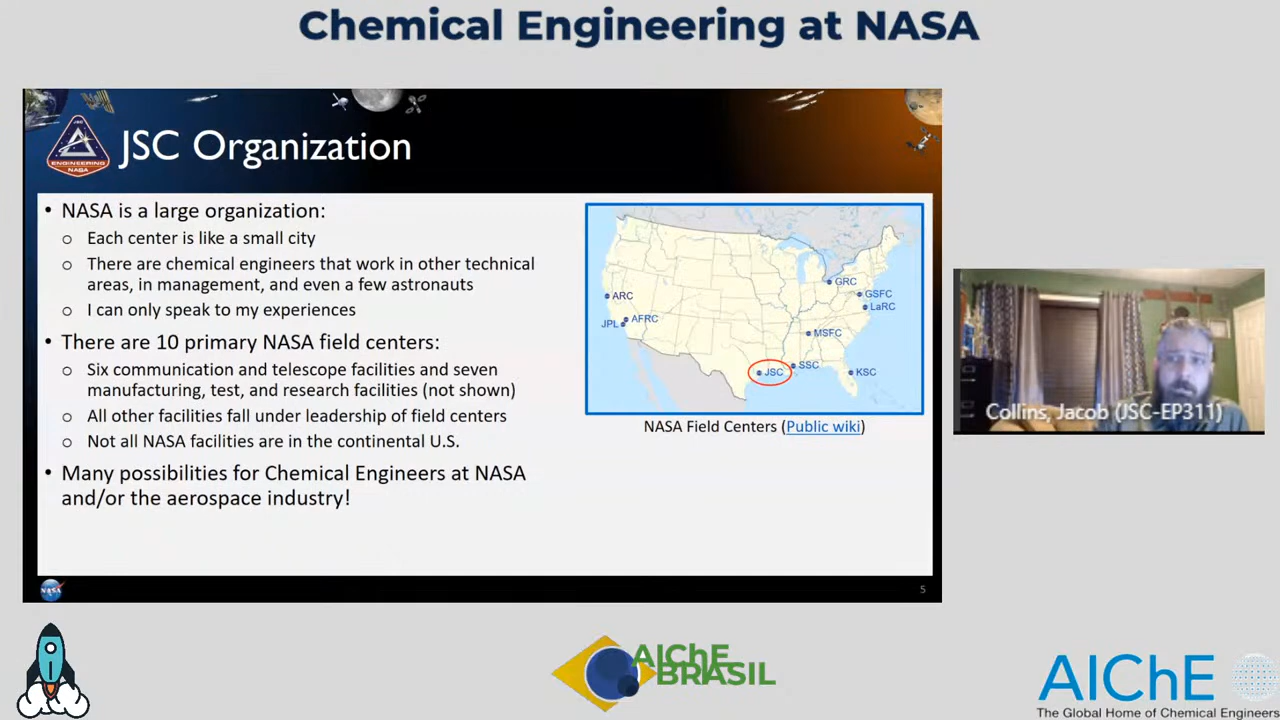 Chemical Engineering at NASA
JSC Organization
JSC
ENGINEERING
NASA
• NASA is a large organization:
o Each center is like a small city
o There are chemical engineers that work in other technical
areas, in management, and even a few astronauts
o I can only speak to my experiences
• There are 10 primary NASA field centers:
o Six communication and telescope facilities and seven
manufacturing, test, and research facilities (not shown)
o All other facilities fall under leadership of field centers
o Not all NASA facilities are in the continental U.S.
• Many possibilities for Chemical Engineers at NASA
and/or the aerospace industry!
ARC
JPL
AFRC
GRC
GSFC
LaRC
MSFC
JSC
SSC
KSC
NASA Field Centers (Public wiki)
Collins, Jacob (JSC-EP311)
NASA
5
AIChE
BRASIL
AIChE
The Global Home of Chemical Engineers